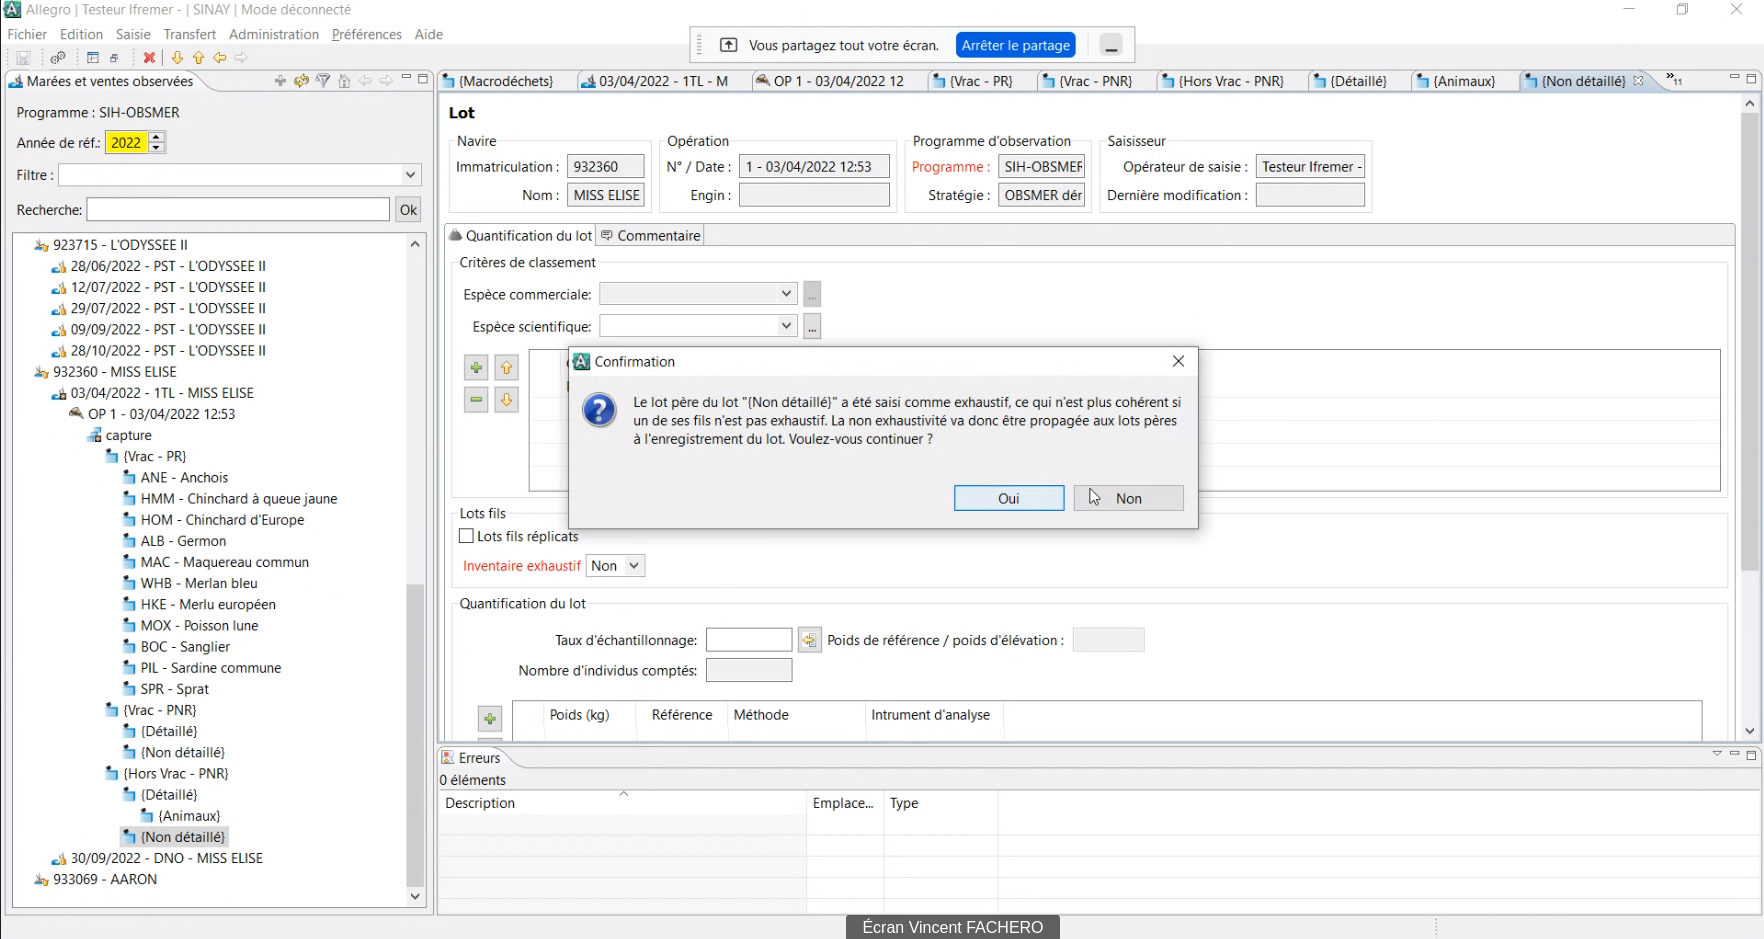 Allegro | Testeur Ifremer - | SINAY | Mode déconnecté
Fichier Edition Saisie Transfert Administration Préférences Aide
Vous partagez tout votre écran. Arrêter le partage
Marées et ventes observées
{Macrodéchets} 03/04/2022 - 1TL - M OP 1 - 03/04/2022 12 {Vrac - PR} {Vrac - PNR} {Hors Vrac - PNR} {Détaillé} {Animaux} {Non détaillé} »11
Programme : SIH-OBSMER
Année de réf.: 2022
Filtre :
Recherche: Ok
923715 - L'ODYSSEE II
28/06/2022 - PST - L'ODYSSEE II
12/07/2022 - PST - L'ODYSSEE II
29/07/2022 - PST - L'ODYSSEE II
09/09/2022 - PST - L'ODYSSEE II
28/10/2022 - PST - L'ODYSSEE II
932360 - MISS ELISE
03/04/2022 - 1TL - MISS ELISE
OP 1 - 03/04/2022 12:53
capture
{Vrac - PR}
ANE - Anchois
HMM - Chinchard à queue jaune
HOM - Chinchard d'Europe
ALB - Germon
MAC - Maquereau commun
WHB - Merlan bleu
HKE - Merlu européen
MOX - Poisson lune
BOC - Sanglier
PIL - Sardine commune
SPR - Sprat
{Vrac - PNR}
{Détaillé}
{Non détaillé}
{Hors Vrac - PNR}
{Détaillé}
{Animaux}
{Non détaillé}
30/09/2022 - DNO - MISS ELISE
933069 - AARON
Lot
Navire
Immatriculation : 932360
Nom : MISS ELISE
Opération
N° / Date : 1 - 03/04/2022 12:53
Engin :
Programme d'observation
Programme : SIH-OBSMER
Stratégie : OBSMER dér
Saisisseur
Opérateur de saisie : Testeur Ifremer -
Dernière modification :
Quantification du lot Commentaire
Critères de classement
Espèce commerciale: ...
Espèce scientifique: ...
Confirmation
Le lot père du lot "{Non détaillé}" a été saisi comme exhaustif, ce qui n'est plus cohérent si
un de ses fils n'est pas exhaustif. La non exhaustivité va donc être propagée aux lots pères
à l'enregistrement du lot. Voulez-vous continuer ?
Oui Non
Lots fils
Lots fils réplicats
Inventaire exhaustif Non
Quantification du lot
Taux d'échantillonnage: Poids de référence / poids d'élévation :
Nombre d'individus comptés:
Poids (kg) Référence Méthode Intrument d'analyse
Erreurs
0 éléments
Description Emplace... Type
Écran Vincent FACHERO